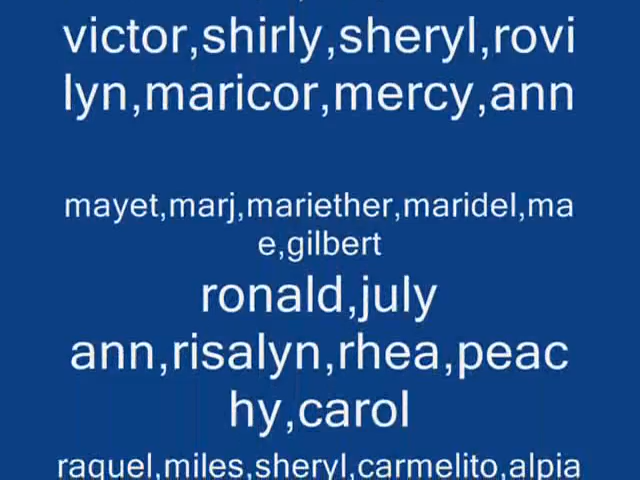 victor,shirly,sheryl,rovi
lyn,maricor,mercy,ann
mayet,marj,mariether,maridel,ma
e,gilbert
ronald,july
ann,risalyn,rhea,peac
hy,carol
raquel,miles,sheryl,carmelito,alpia